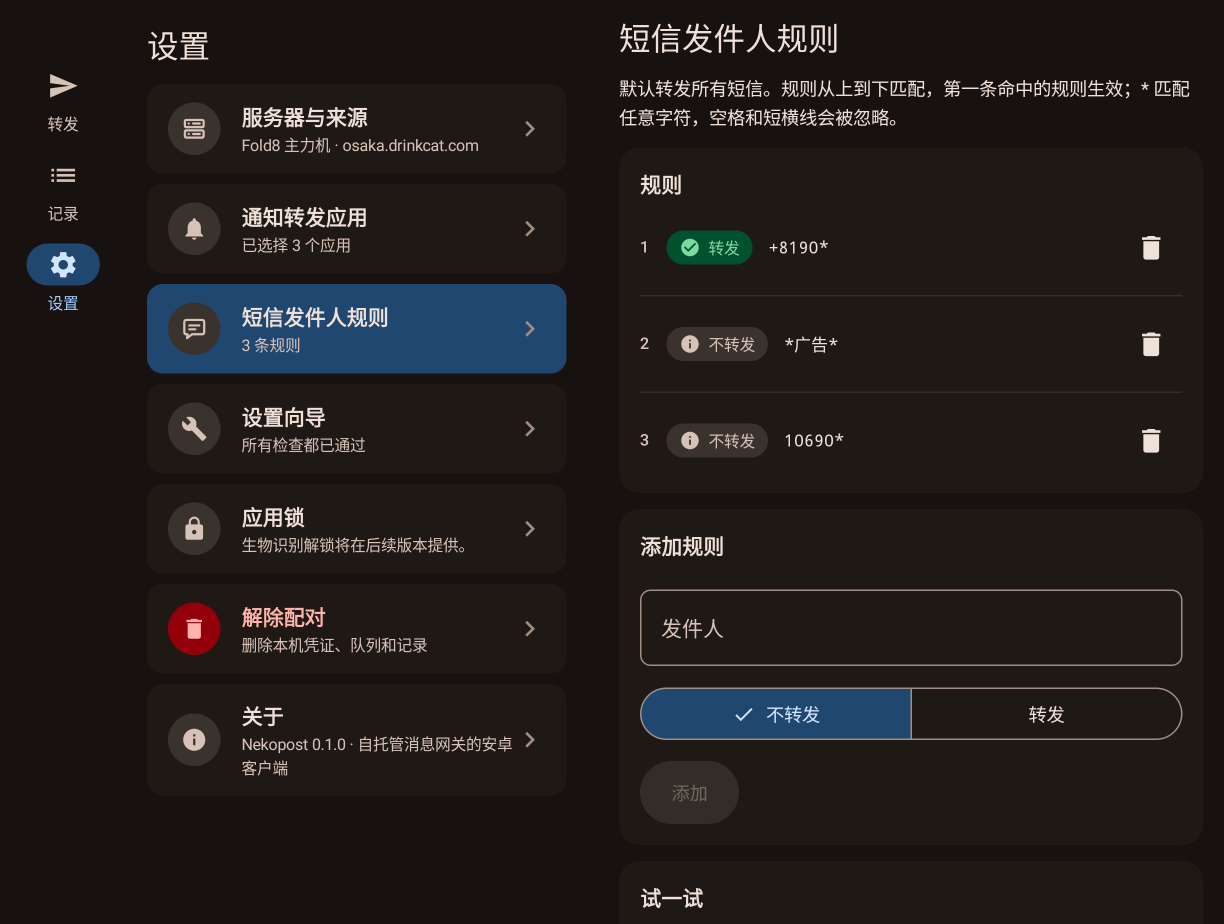 转发
记录
设置
设置
服务器与来源
Fold8 主力机 · osaka.drinkcat.com
通知转发应用
已选择 3 个应用
短信发件人规则
3 条规则
设置向导
所有检查都已通过
应用锁
生物识别解锁将在后续版本提供。
解除配对
删除本机凭证、队列和记录
关于
Nekopost 0.1.0 · 自托管消息网关的安卓
客户端
短信发件人规则
默认转发所有短信。规则从上到下匹配，第一条命中的规则生效；* 匹配
任意字符，空格和短横线会被忽略。
规则
1 转发 +8190*
2 不转发 *广告*
3 不转发 10690*
添加规则
发件人
不转发 转发
添加
试一试